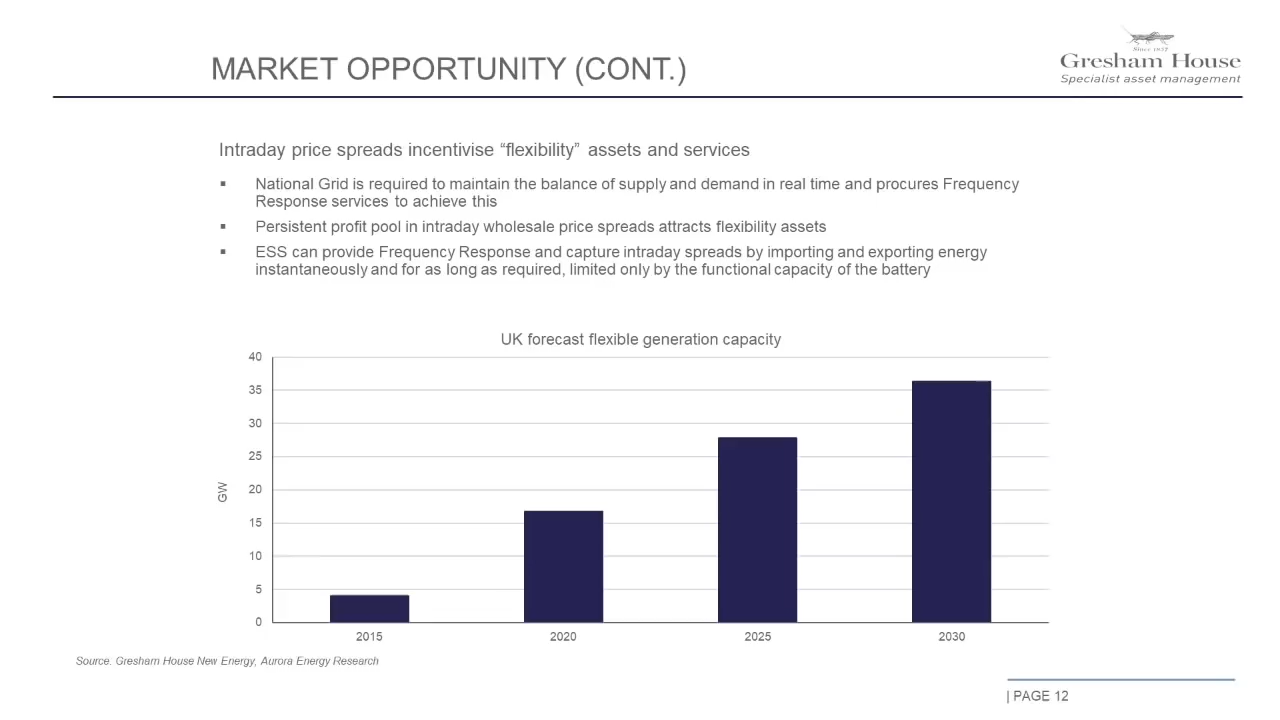 MARKET OPPORTUNITY (CONT.)
Since 1857
Gresham House
Specialist asset management
Intraday price spreads incentivise “flexibility” assets and services
▪ National Grid is required to maintain the balance of supply and demand in real time and procures Frequency
Response services to achieve this
▪ Persistent profit pool in intraday wholesale price spreads attracts flexibility assets
▪ ESS can provide Frequency Response and capture intraday spreads by importing and exporting energy
instantaneously and for as long as required, limited only by the functional capacity of the battery
UK forecast flexible generation capacity
40
35
30
25
20
15
10
5
0
GW
2015 2020 2025 2030
Source. Gresham House New Energy, Aurora Energy Research
| PAGE 12